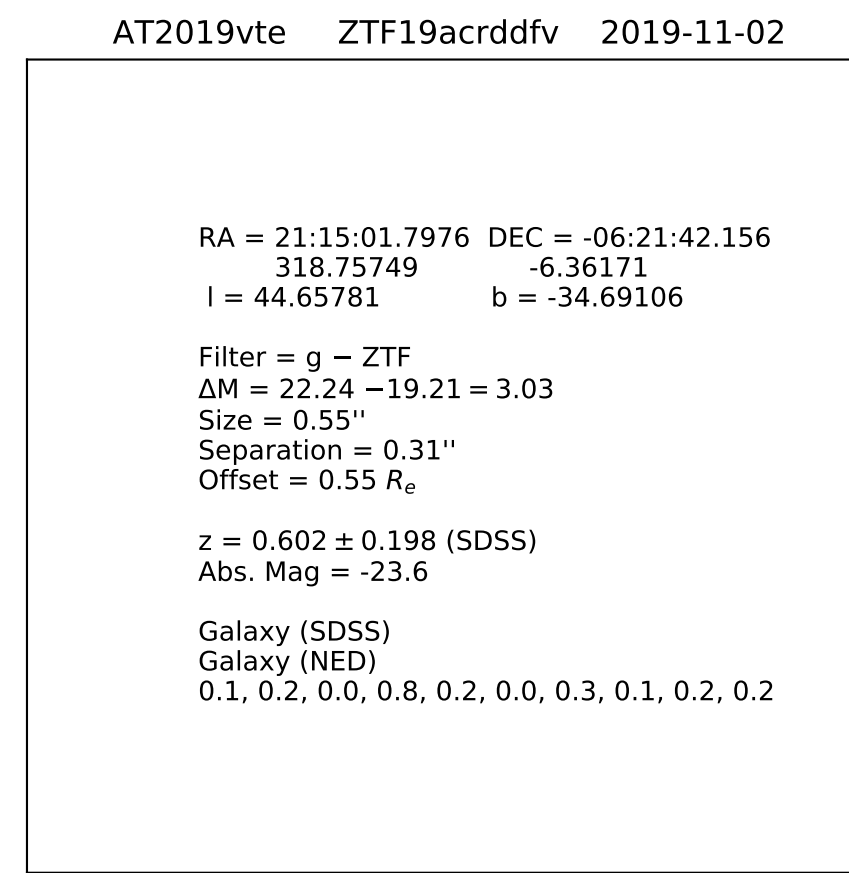 AT2019vte ZTF19acrddfv 2019-11-02
RA = 21:15:01.7976 DEC = -06:21:42.156
318.75749 -6.36171
l = 44.65781 b = -34.69106
Filter = g − ZTF
ΔM = 22.24 −19.21 = 3.03
Size = 0.55''
Separation = 0.31''
Offset = 0.55 Rₑ
z = 0.602 ± 0.198 (SDSS)
Abs. Mag = -23.6
Galaxy (SDSS)
Galaxy (NED)
0.1, 0.2, 0.0, 0.8, 0.2, 0.0, 0.3, 0.1, 0.2, 0.2